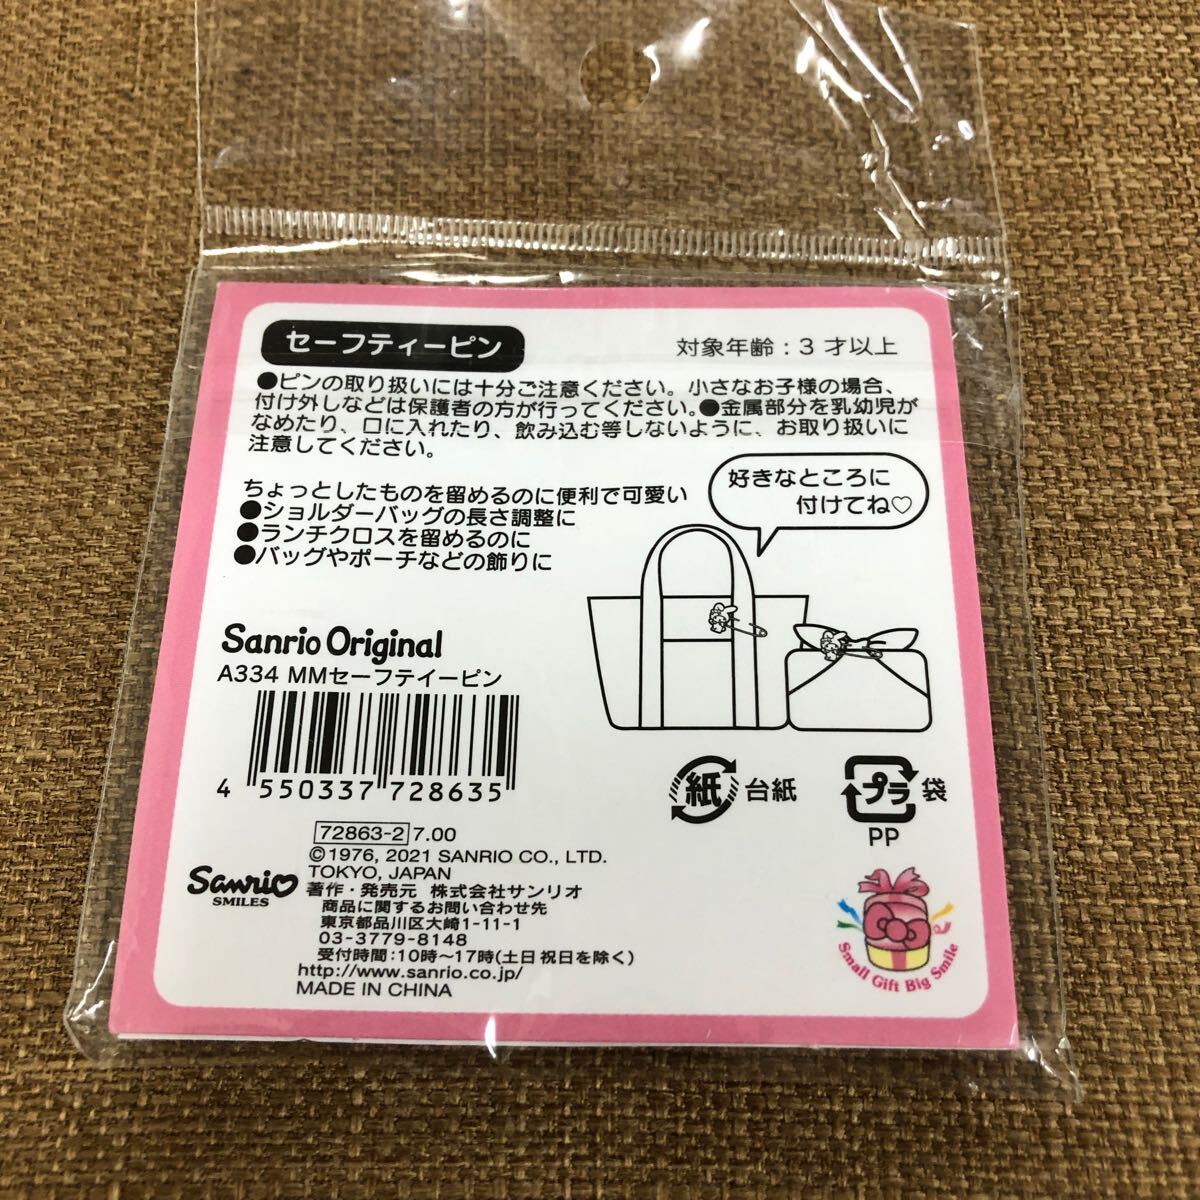 セーフティーピン
対象年齢：3 才以上
●ピンの取り扱いには十分ご注意ください。小さなお子様の場合、
付け外しなどは保護者の方が行ってください。●金属部分を乳幼児が
なめたり、口に入れたり、飲み込む等しないように、お取り扱いに
注意してください。
ちょっとしたものを留めるのに便利で可愛い
●ショルダーバッグの長さ調整に
●ランチクロスを留めるのに
●バッグやポーチなどの飾りに
好きなところに
付けてね♡
Sanrio Original
A334 MMセーフテイーピン
4 550337 728635
紙 台紙
プラ 袋
PP
72863-2 7.00
©1976, 2021 SANRIO CO., LTD.
TOKYO, JAPAN
Sanrio
SMILES
著作・発売元 株式会社サンリオ
商品に関するお問い合わせ先
東京都品川区大崎1-11-1
03-3779-8148
受付時間：10時～17時(土日祝日を除く)
http://www.sanrio.co.jp/
MADE IN CHINA
Small Gift Big Smile